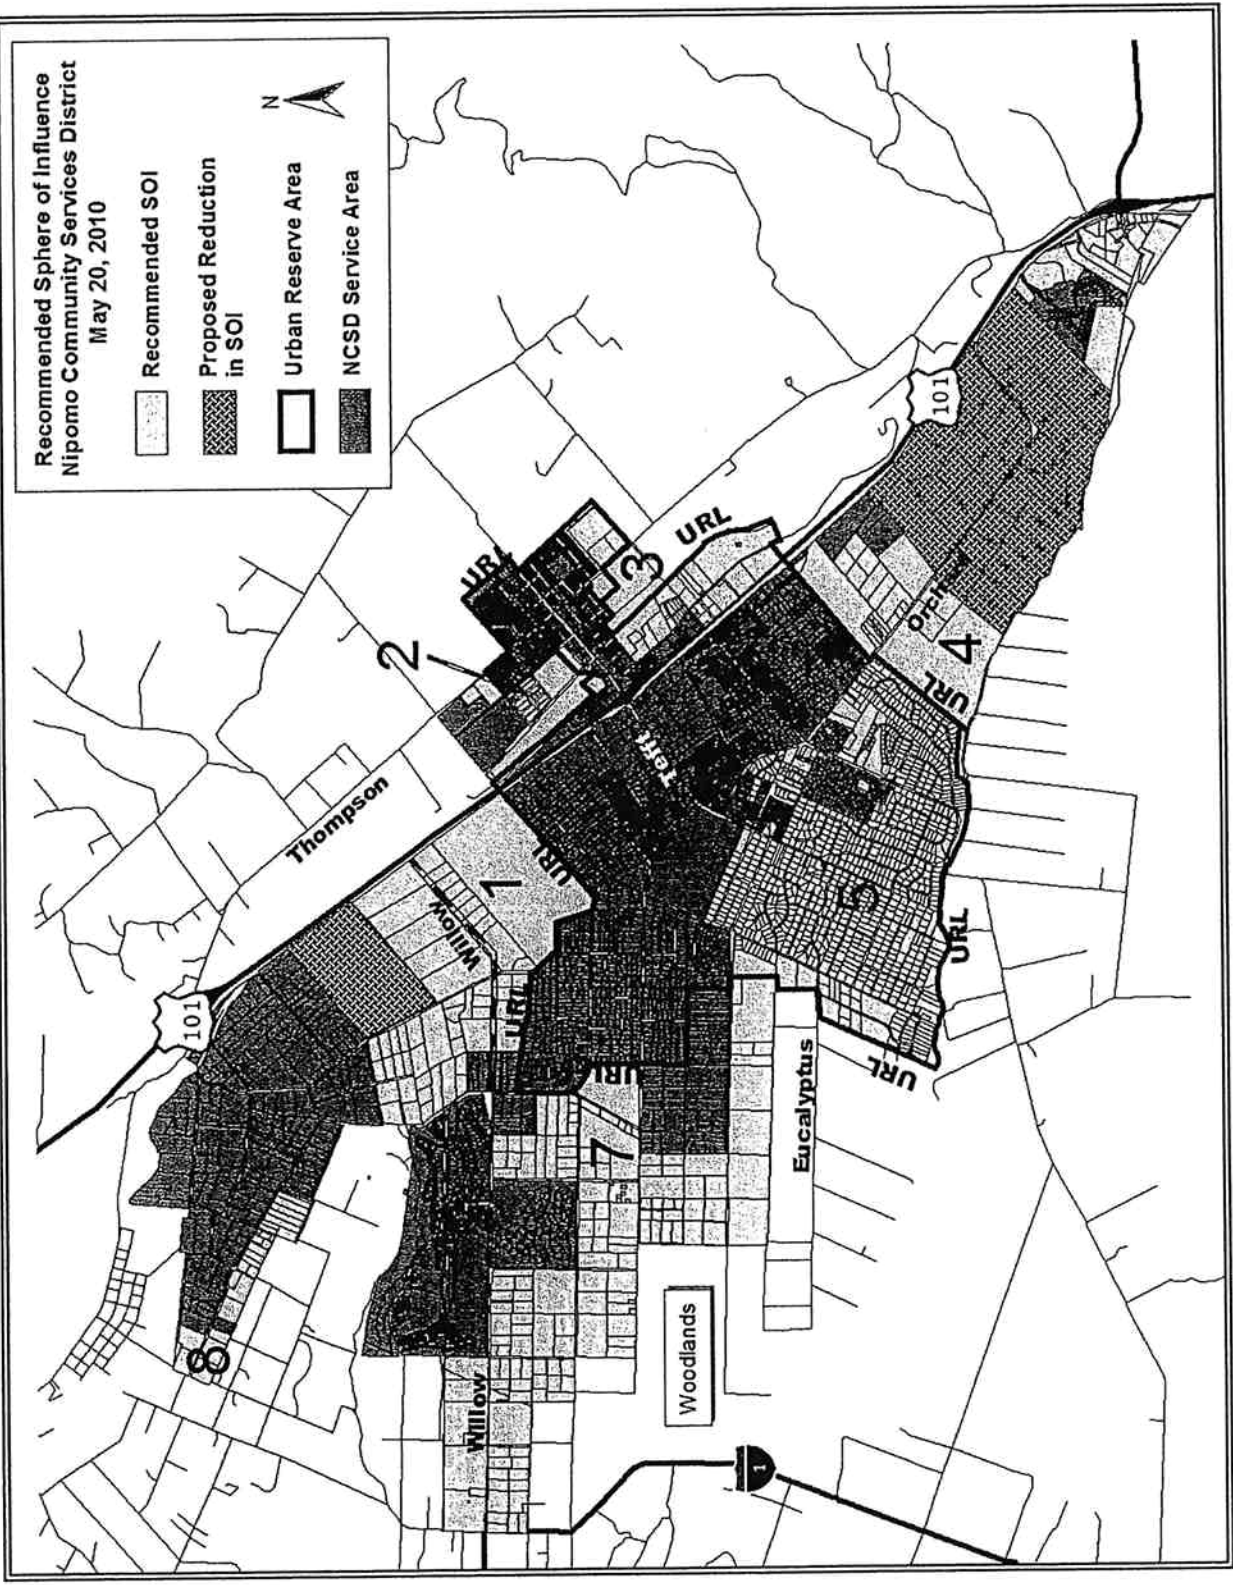 Recommended Sphere of Influence
Nipomo Community Services District
May 20, 2010
Recommended SOI
Proposed Reduction
in SOI
Urban Reserve Area
NCSD Service Area
N
101
Thompson
Willow
1
URL
URL
URL
2
URL
3
URL
Tefft
101
4
URL
5
URL
URL
7
8
Eucalyptus
Willow
Woodlands
1